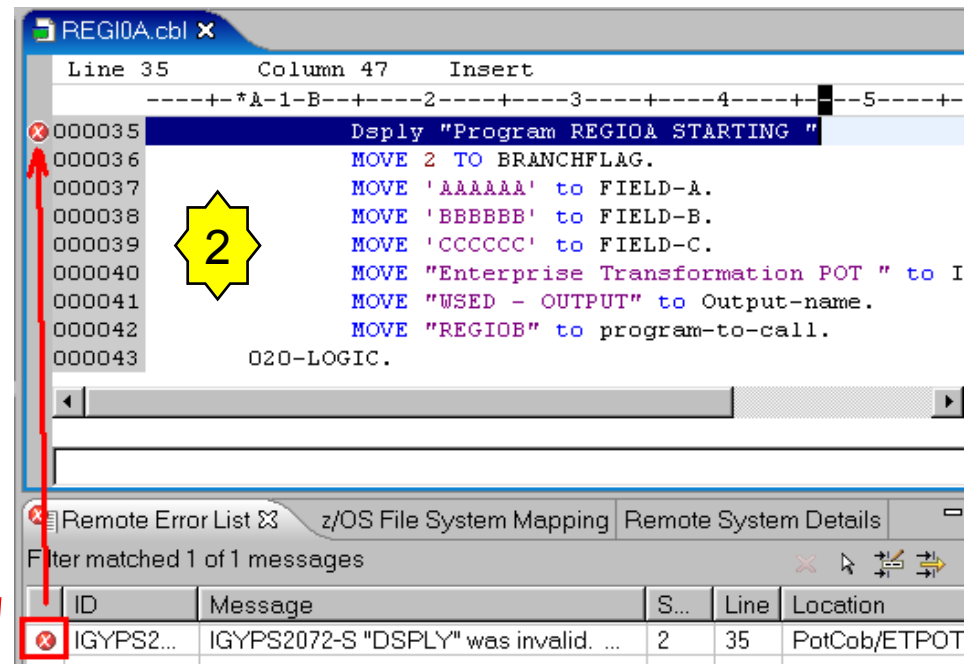 REGI0A.cbl
Line 35 Column 47 Insert
----+-*A-1-B--+----2----+----3----+----4----+----5----+-
000035 Dsply "Program REGIOA STARTING "
000036 MOVE 2 TO BRANCHFLAG.
000037 MOVE 'AAAAAA' to FIELD-A.
000038 MOVE 'BBBBBB' to FIELD-B.
000039 MOVE 'CCCCCC' to FIELD-C.
000040 MOVE "Enterprise Transformation POT " to I
000041 MOVE "WSED - OUTPUT" to Output-name.
000042 MOVE "REGIOB" to program-to-call.
000043 020-LOGIC.
2
Remote Error List z/OS File System Mapping Remote System Details
Filter matched 1 of 1 messages
ID Message S... Line Location
IGYPS2... IGYPS2072-S "DSPLY" was invalid. ... 2 35 PotCob/ETPOT